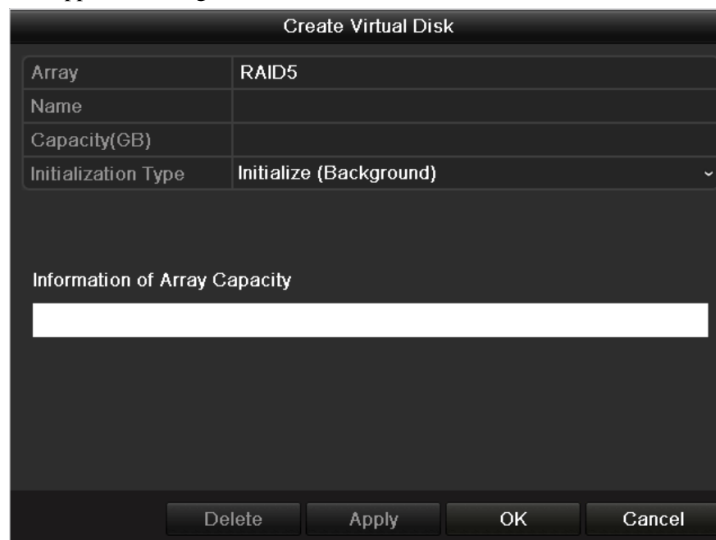 Create Virtual Disk
Array RAID5
Name
Capacity(GB)
Initialization Type Initialize (Background)
Information of Array Capacity
Delete Apply OK Cancel